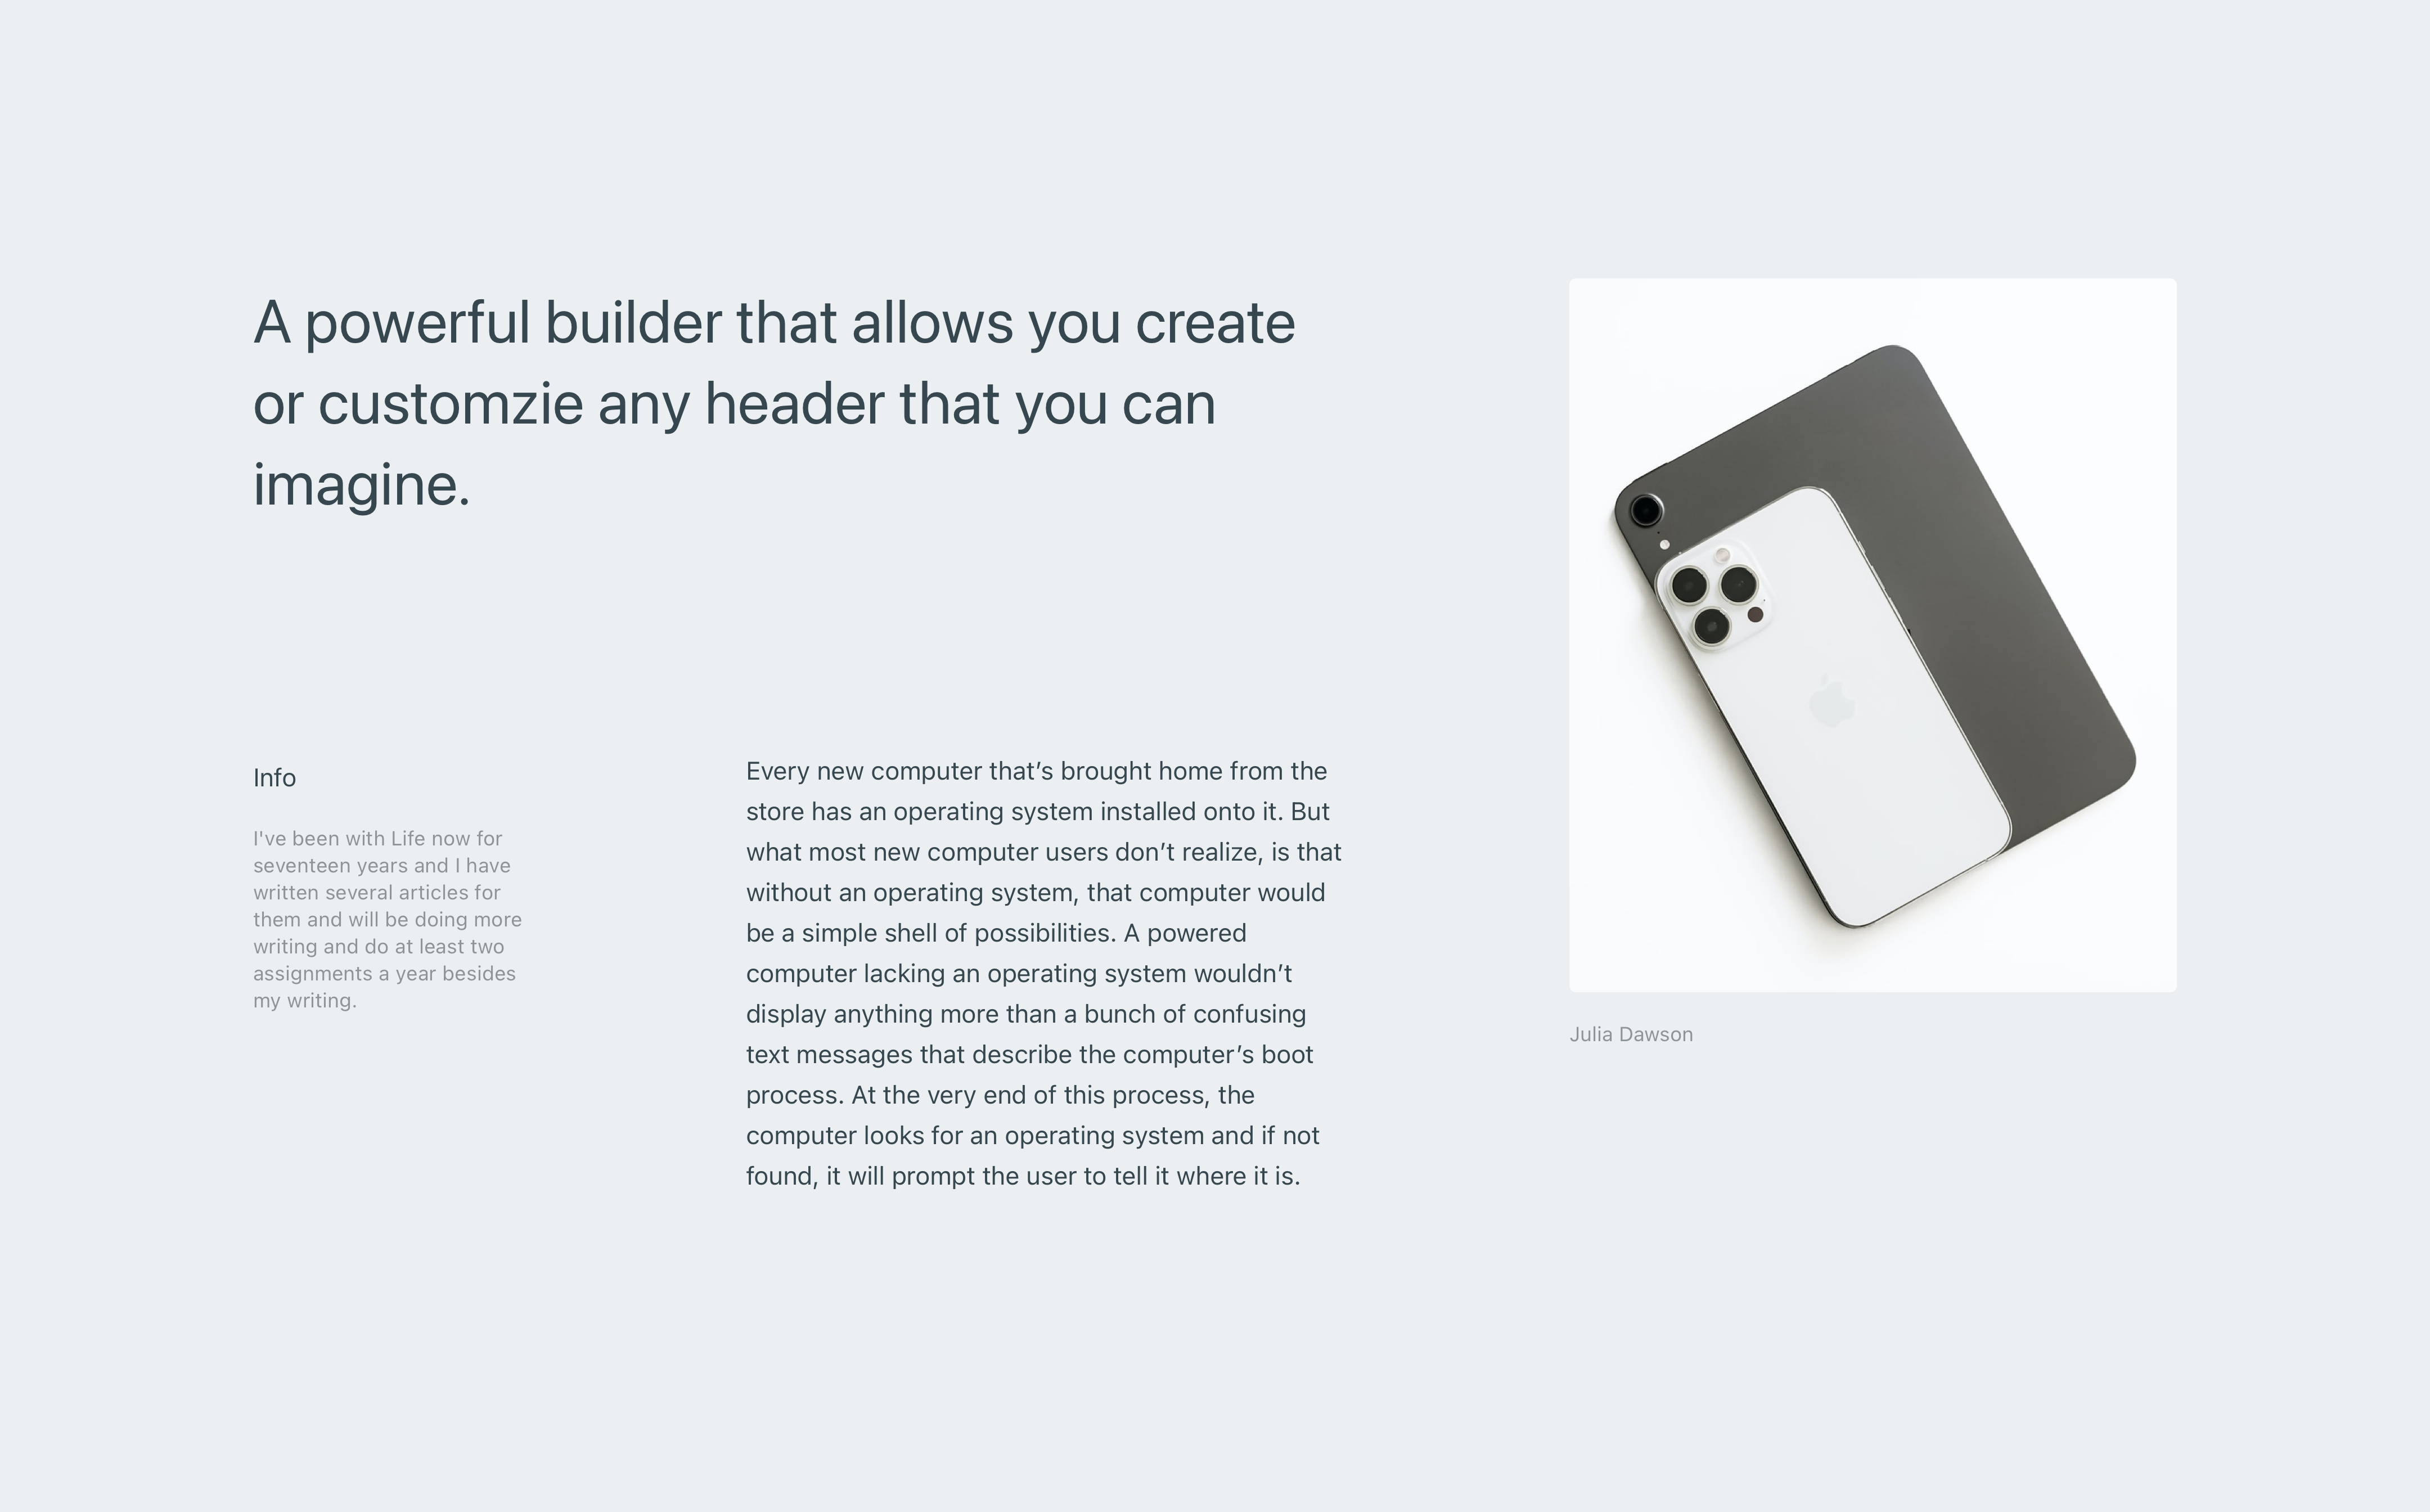 A powerful builder that allows you create
or customzie any header that you can
imagine.
Info
I've been with Life now for
seventeen years and I have
written several articles for
them and will be doing more
writing and do at least two
assignments a year besides
my writing.
Every new computer that’s brought home from the
store has an operating system installed onto it. But
what most new computer users don’t realize, is that
without an operating system, that computer would
be a simple shell of possibilities. A powered
computer lacking an operating system wouldn’t
display anything more than a bunch of confusing
text messages that describe the computer’s boot
process. At the very end of this process, the
computer looks for an operating system and if not
found, it will prompt the user to tell it where it is.
Julia Dawson